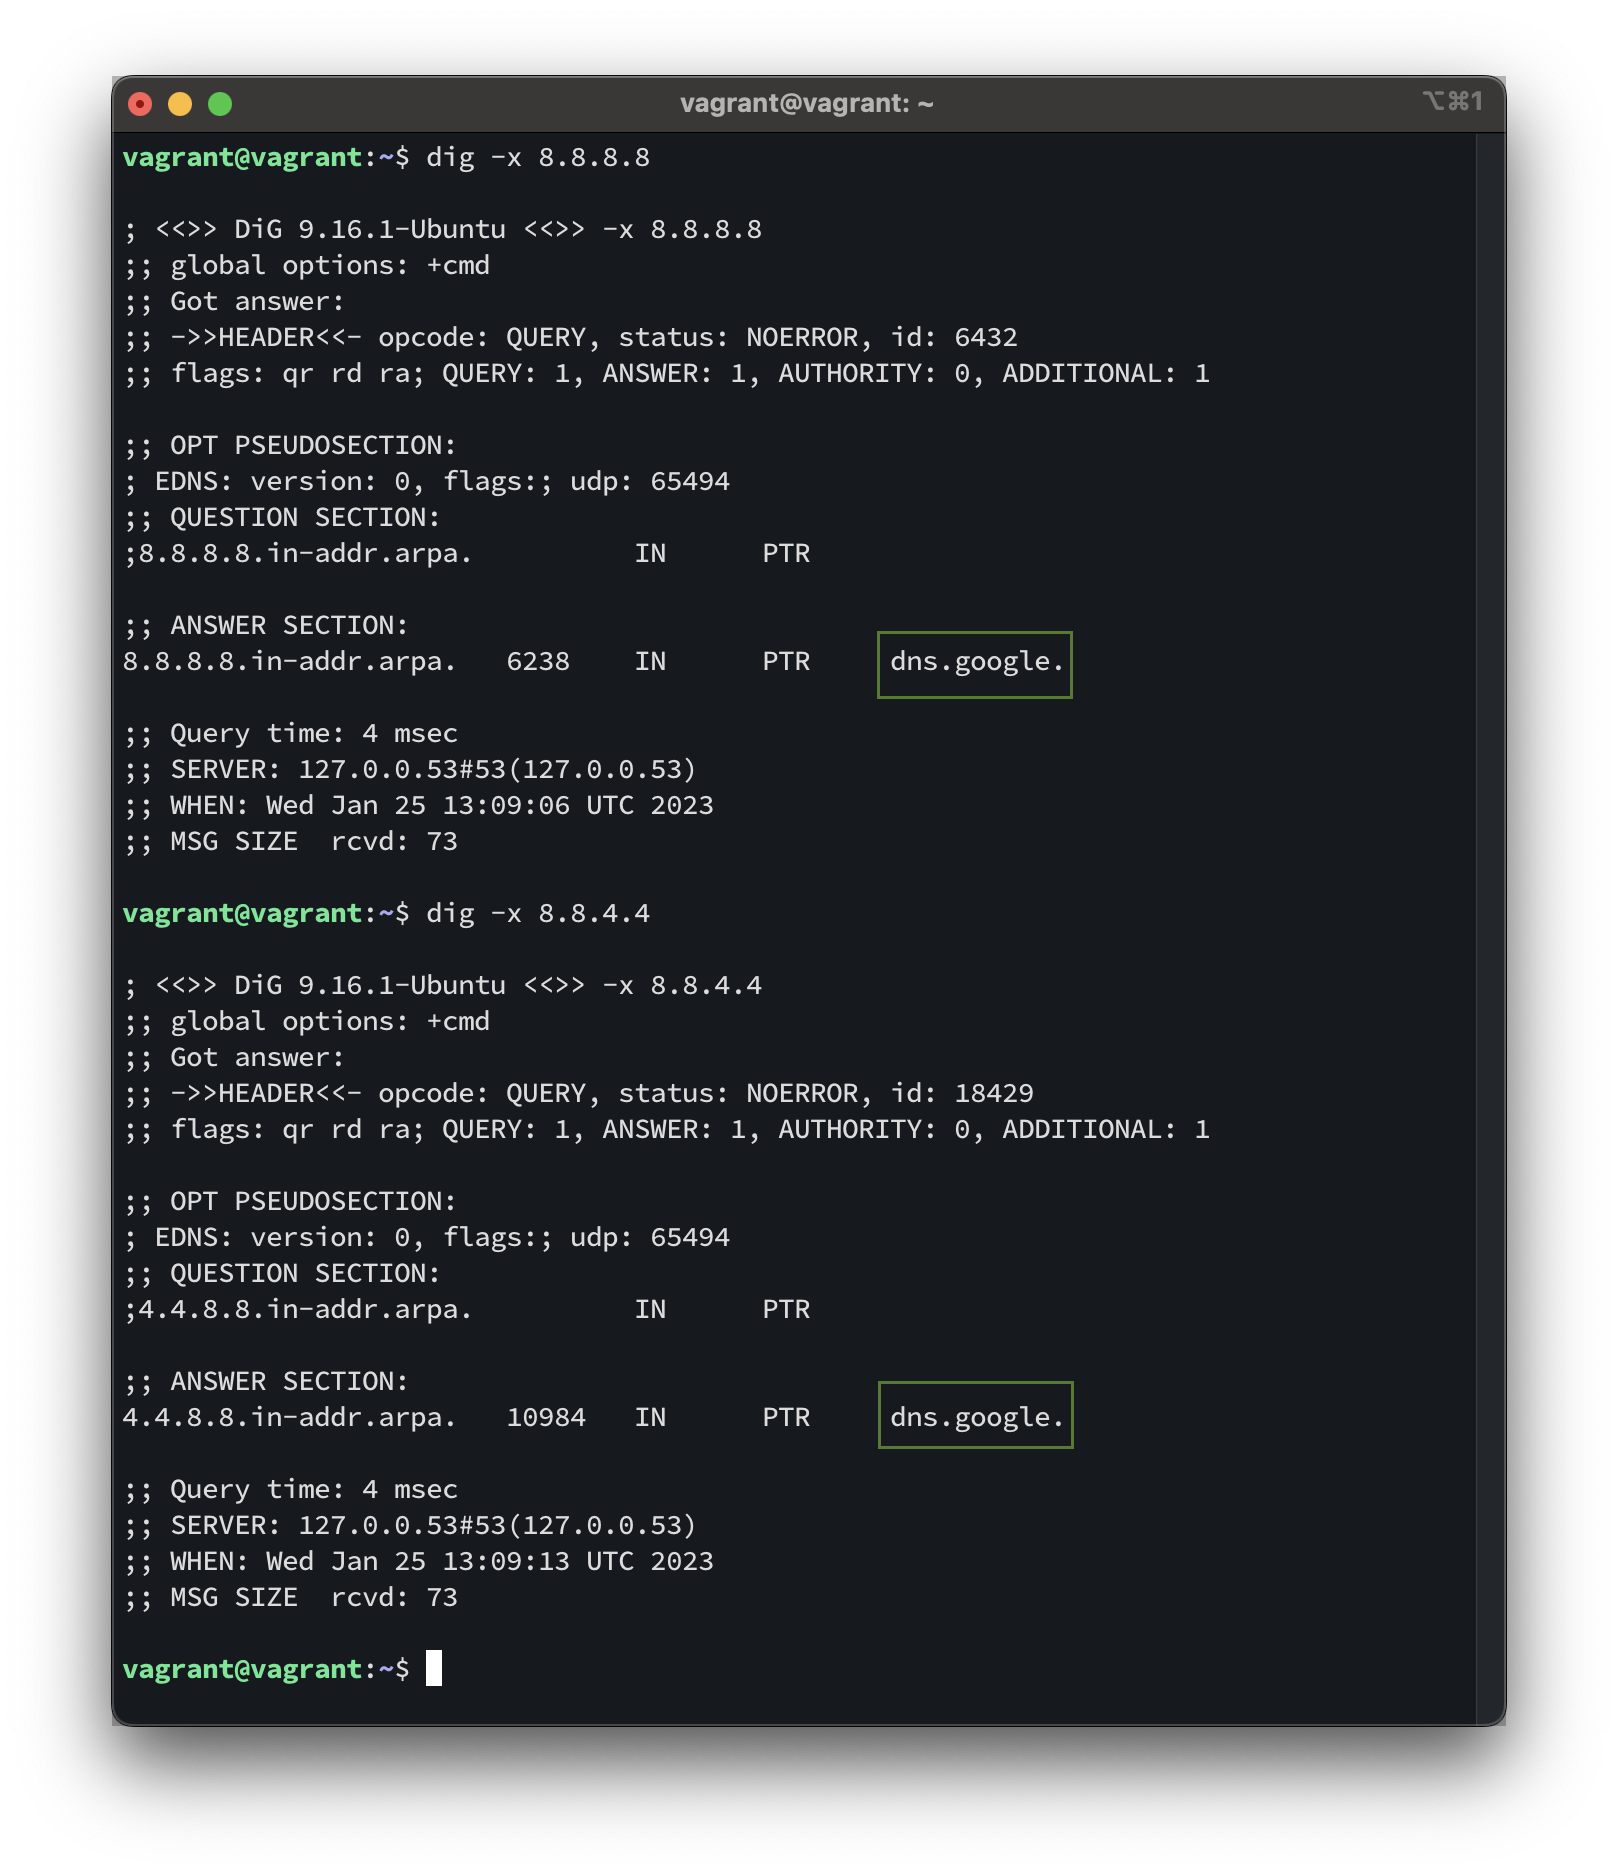 vagrant@vagrant: ~
⌥⌘1
vagrant@vagrant:~$ dig -x 8.8.8.8
; <<>> DiG 9.16.1-Ubuntu <<>> -x 8.8.8.8
;; global options: +cmd
;; Got answer:
;; ->>HEADER<<- opcode: QUERY, status: NOERROR, id: 6432
;; flags: qr rd ra; QUERY: 1, ANSWER: 1, AUTHORITY: 0, ADDITIONAL: 1
;; OPT PSEUDOSECTION:
; EDNS: version: 0, flags:; udp: 65494
;; QUESTION SECTION:
;8.8.8.8.in-addr.arpa. IN PTR
;; ANSWER SECTION:
8.8.8.8.in-addr.arpa. 6238 IN PTR dns.google.
;; Query time: 4 msec
;; SERVER: 127.0.0.53#53(127.0.0.53)
;; WHEN: Wed Jan 25 13:09:06 UTC 2023
;; MSG SIZE  rcvd: 73
vagrant@vagrant:~$ dig -x 8.8.4.4
; <<>> DiG 9.16.1-Ubuntu <<>> -x 8.8.4.4
;; global options: +cmd
;; Got answer:
;; ->>HEADER<<- opcode: QUERY, status: NOERROR, id: 18429
;; flags: qr rd ra; QUERY: 1, ANSWER: 1, AUTHORITY: 0, ADDITIONAL: 1
;; OPT PSEUDOSECTION:
; EDNS: version: 0, flags:; udp: 65494
;; QUESTION SECTION:
;4.4.8.8.in-addr.arpa. IN PTR
;; ANSWER SECTION:
4.4.8.8.in-addr.arpa. 10984 IN PTR dns.google.
;; Query time: 4 msec
;; SERVER: 127.0.0.53#53(127.0.0.53)
;; WHEN: Wed Jan 25 13:09:13 UTC 2023
;; MSG SIZE  rcvd: 73
vagrant@vagrant:~$